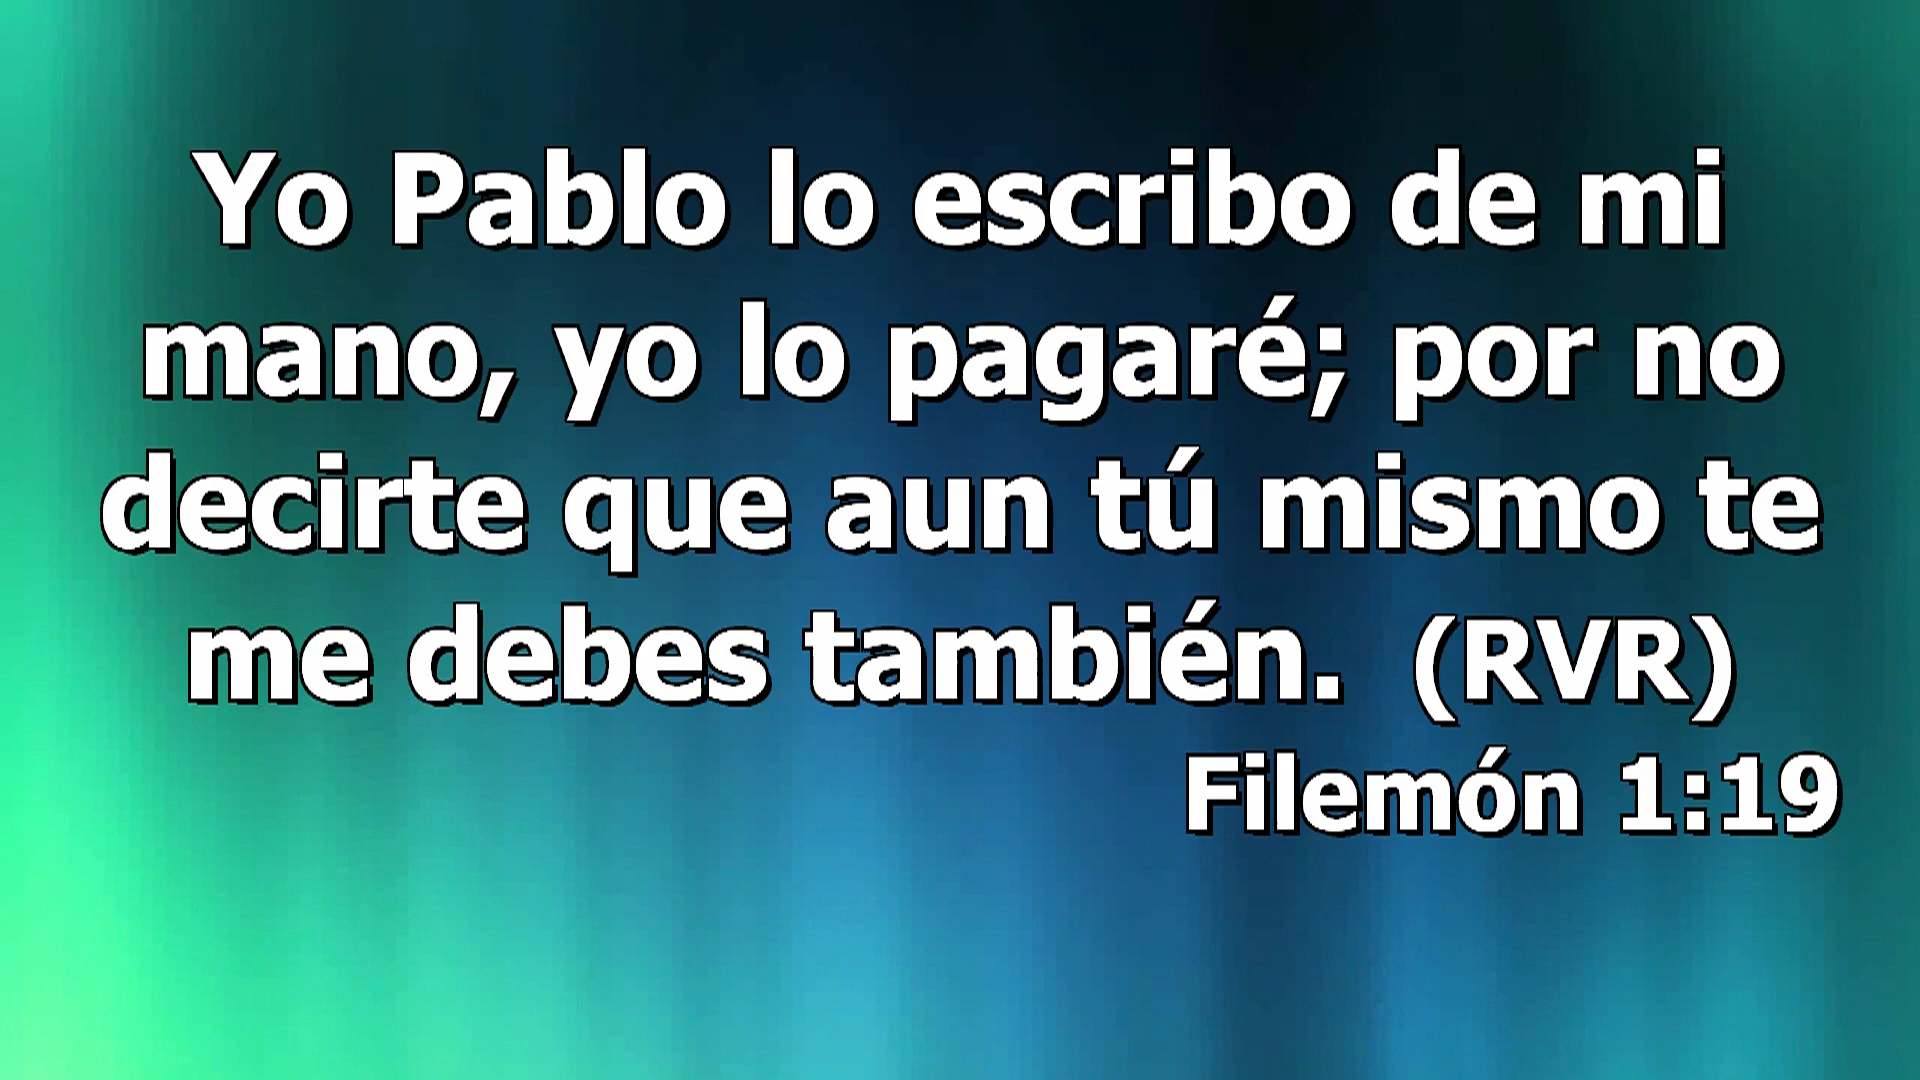 Yo Pablo lo escribo de mi
mano, yo lo pagaré; por no
decirte que aun tú mismo te
me debes también.  (RVR)
Filemón 1:19